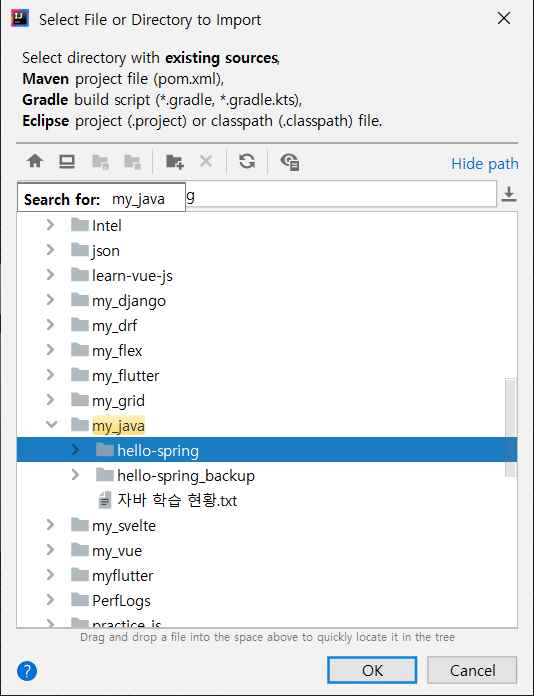 Select File or Directory to Import
Select directory with existing sources,
Maven project file (pom.xml),
Gradle build script (*.gradle, *.gradle.kts),
Eclipse project (.project) or classpath (.classpath) file.
Hide path
Search for: my_java
g
Intel
json
learn-vue-js
my_django
my_drf
my_flex
my_flutter
my_grid
my_java
hello-spring
hello-spring_backup
자바 학습 현황.txt
my_svelte
my_vue
myflutter
PerfLogs
practice_js
Drag and drop a file into the space above to quickly locate it in the tree
?
OK
Cancel